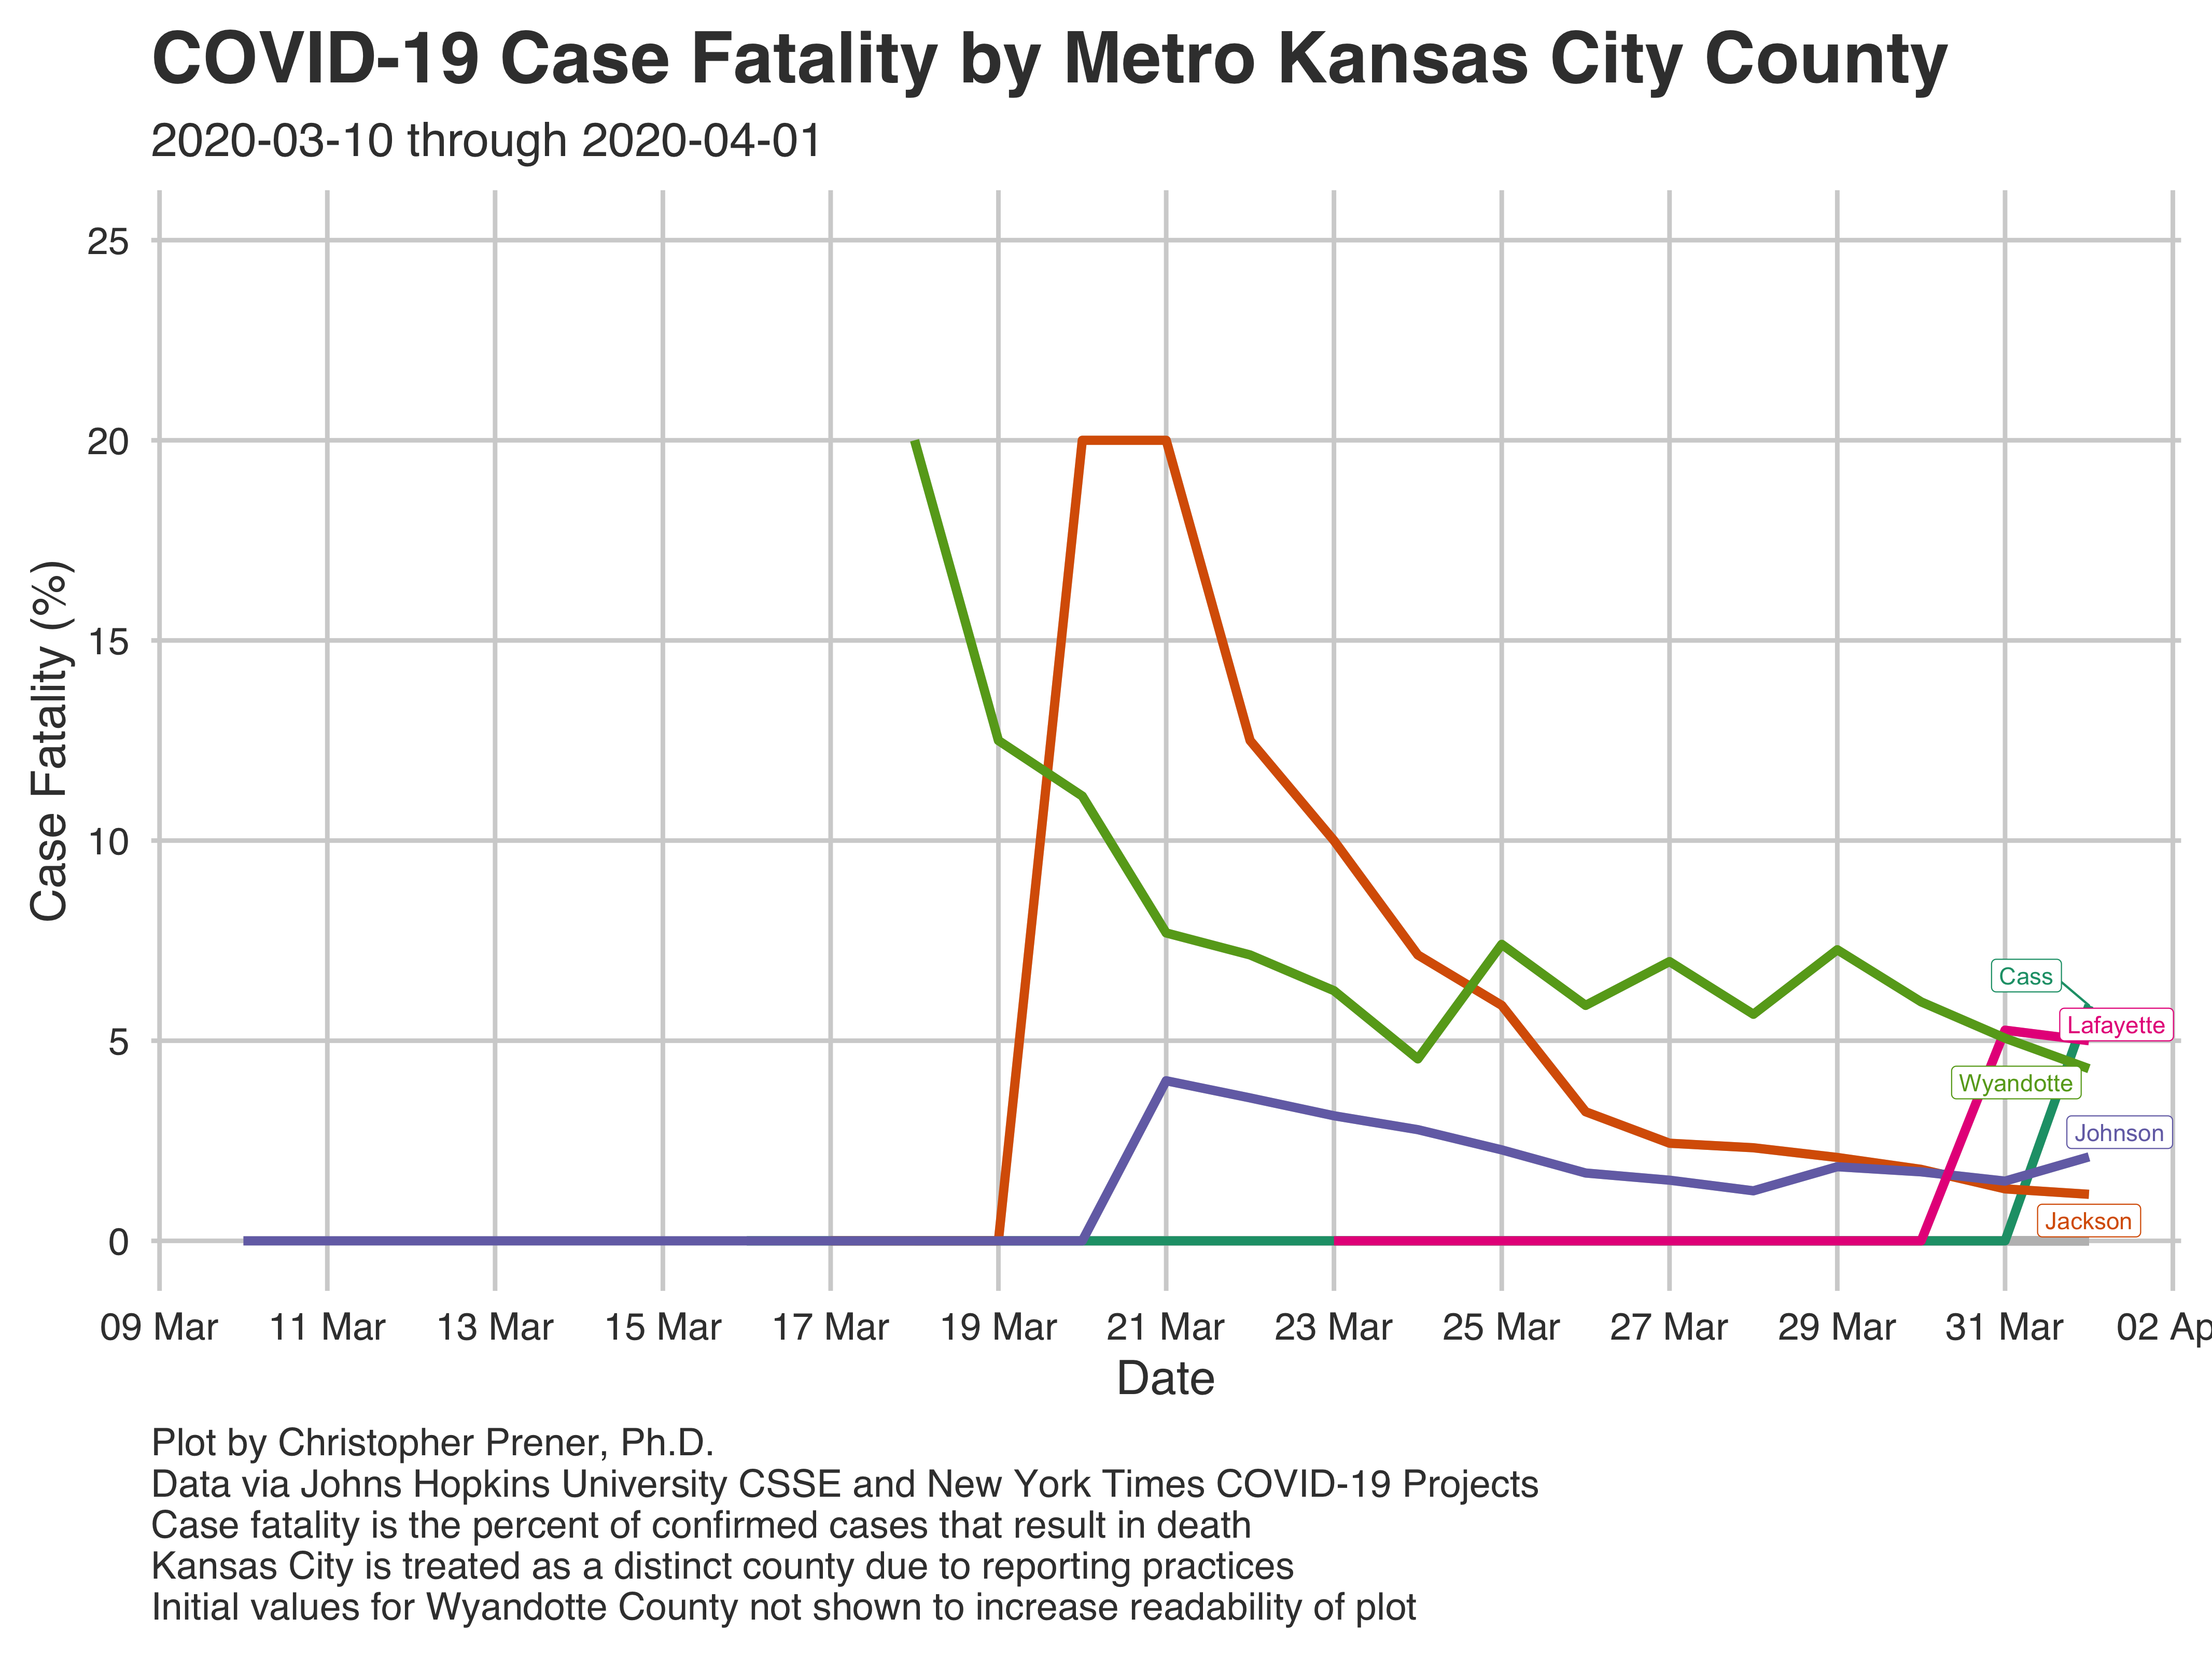 COVID-19 Case Fatality by Metro Kansas City County
2020-03-10 through 2020-04-01
25
20
15
10
5
0
Case Fatality (%)
Cass
Lafayette
Wyandotte
Johnson
Jackson
09 Mar 11 Mar 13 Mar 15 Mar 17 Mar 19 Mar 21 Mar 23 Mar 25 Mar 27 Mar 29 Mar 31 Mar 02 Ap
Date
Plot by Christopher Prener, Ph.D.
Data via Johns Hopkins University CSSE and New York Times COVID-19 Projects
Case fatality is the percent of confirmed cases that result in death
Kansas City is treated as a distinct county due to reporting practices
Initial values for Wyandotte County not shown to increase readability of plot